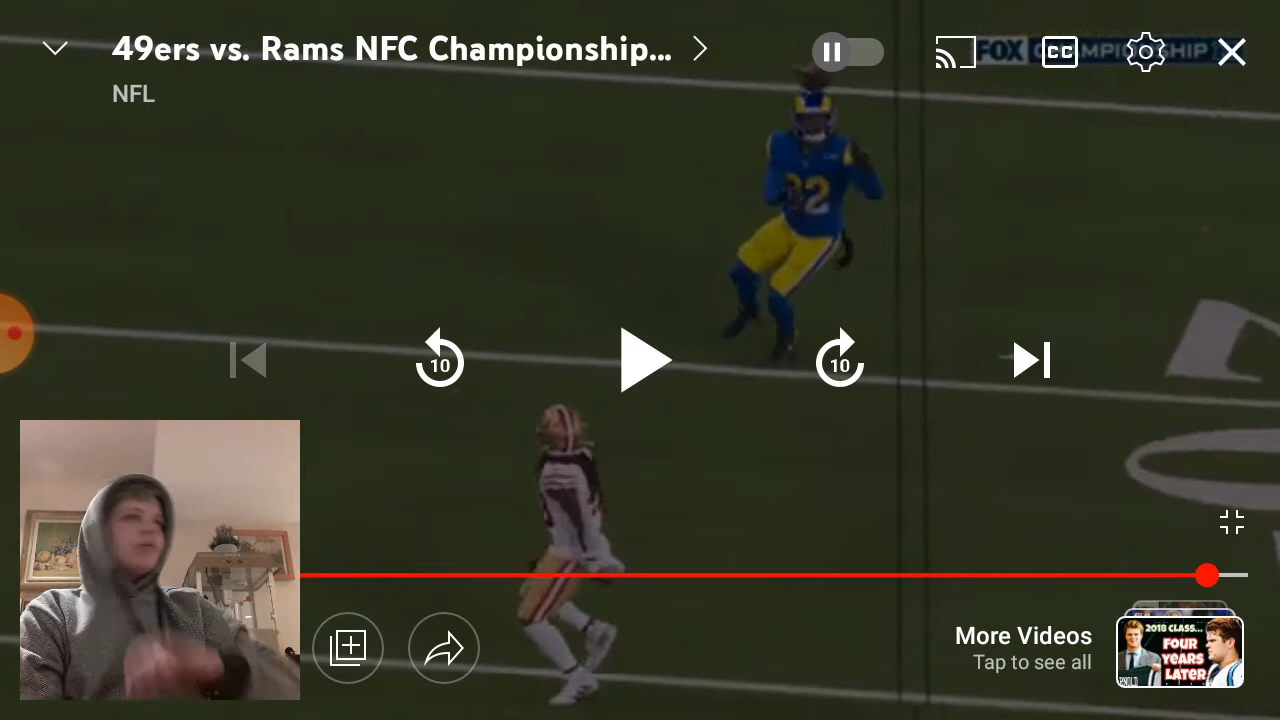 49ers vs. Rams NFC Championship...
NFL
FOX
CC
CHAMPIONSHIP
10
10
More Videos
Tap to see all
2018 CLASS...
FOUR
YEARS
LATER